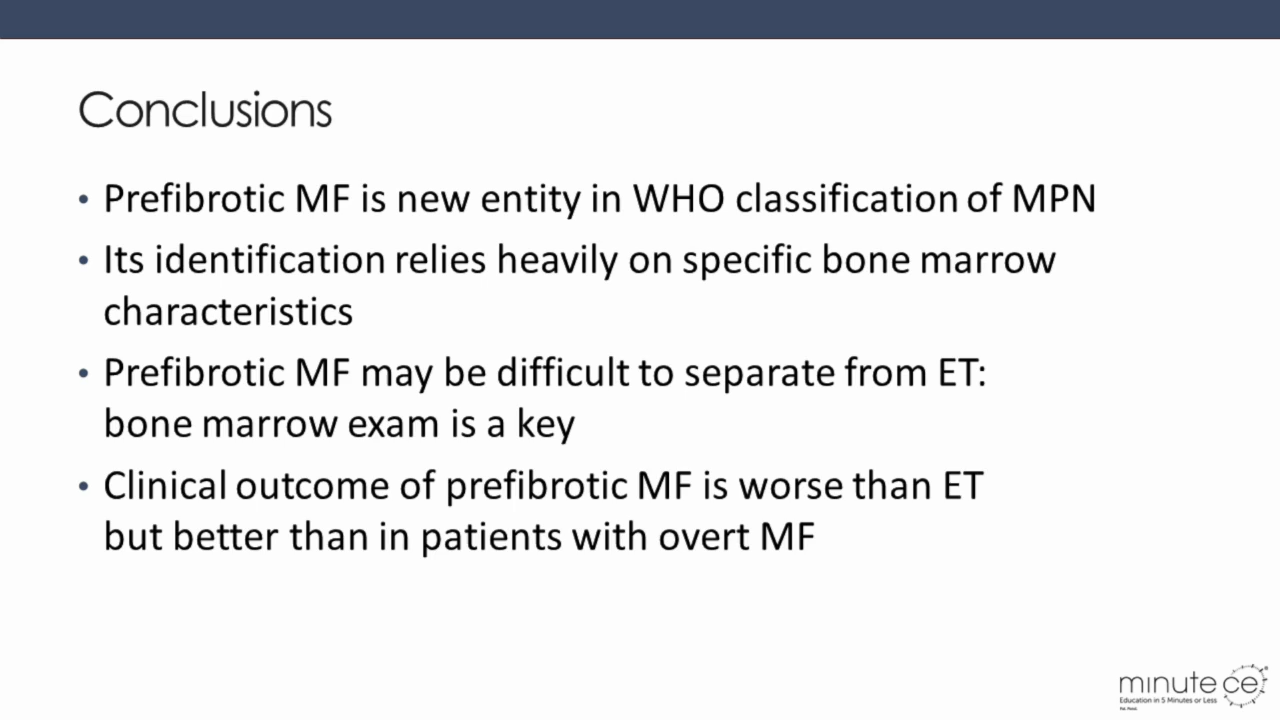 Conclusions
• Prefibrotic MF is new entity in WHO classification of MPN
• Its identification relies heavily on specific bone marrow
characteristics
• Prefibrotic MF may be difficult to separate from ET:
bone marrow exam is a key
• Clinical outcome of prefibrotic MF is worse than ET
but better than in patients with overt MF
minute ce
Education in 5 Minutes or Less